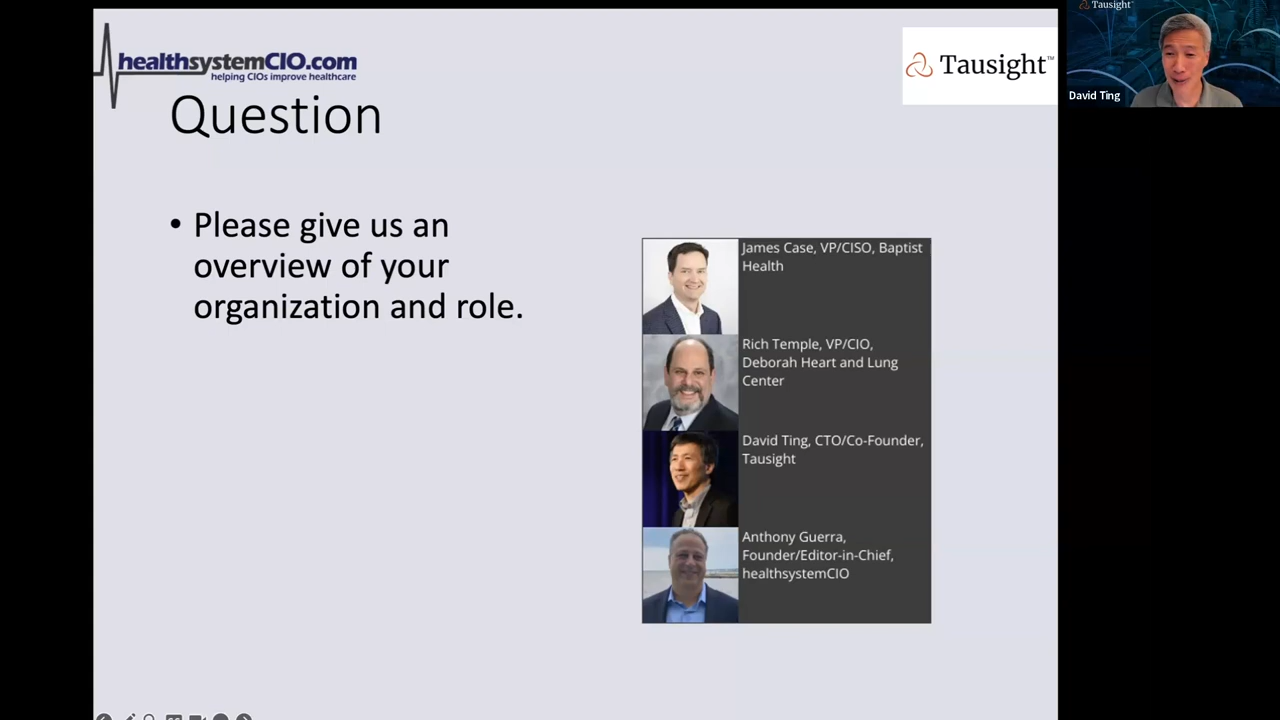 healthsystemCIO.com
helping CIOs improve healthcare
Tausight™
Tausight
David Ting
Question
• Please give us an
overview of your
organization and role.
James Case, VP/CISO, Baptist
Health
Rich Temple, VP/CIO,
Deborah Heart and Lung
Center
David Ting, CTO/Co-Founder,
Tausight
Anthony Guerra,
Founder/Editor-in-Chief,
healthsystemCIO